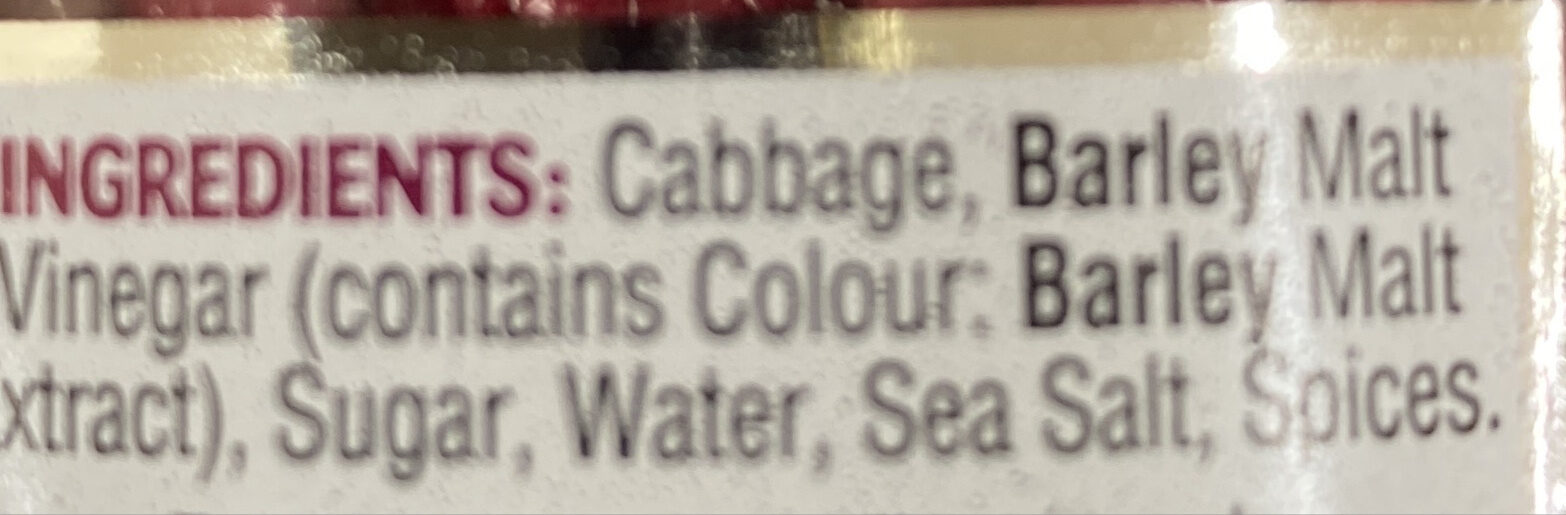 INGREDIENTS: Cabbage, Barley Malt
Vinegar (contains Colour: Barley Malt
xtract), Sugar, Water, Sea Salt, Spices.